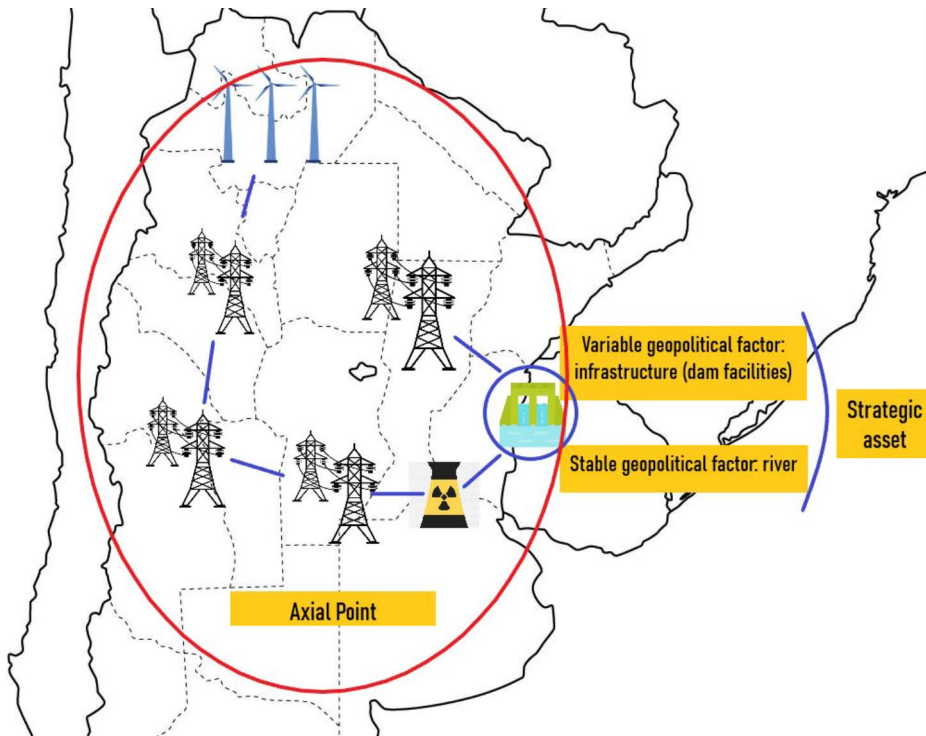 Variable geopolitical factor:
infrastructure (dam facilities)
Strategic
asset
Stable geopolitical factor: river
Axial Point